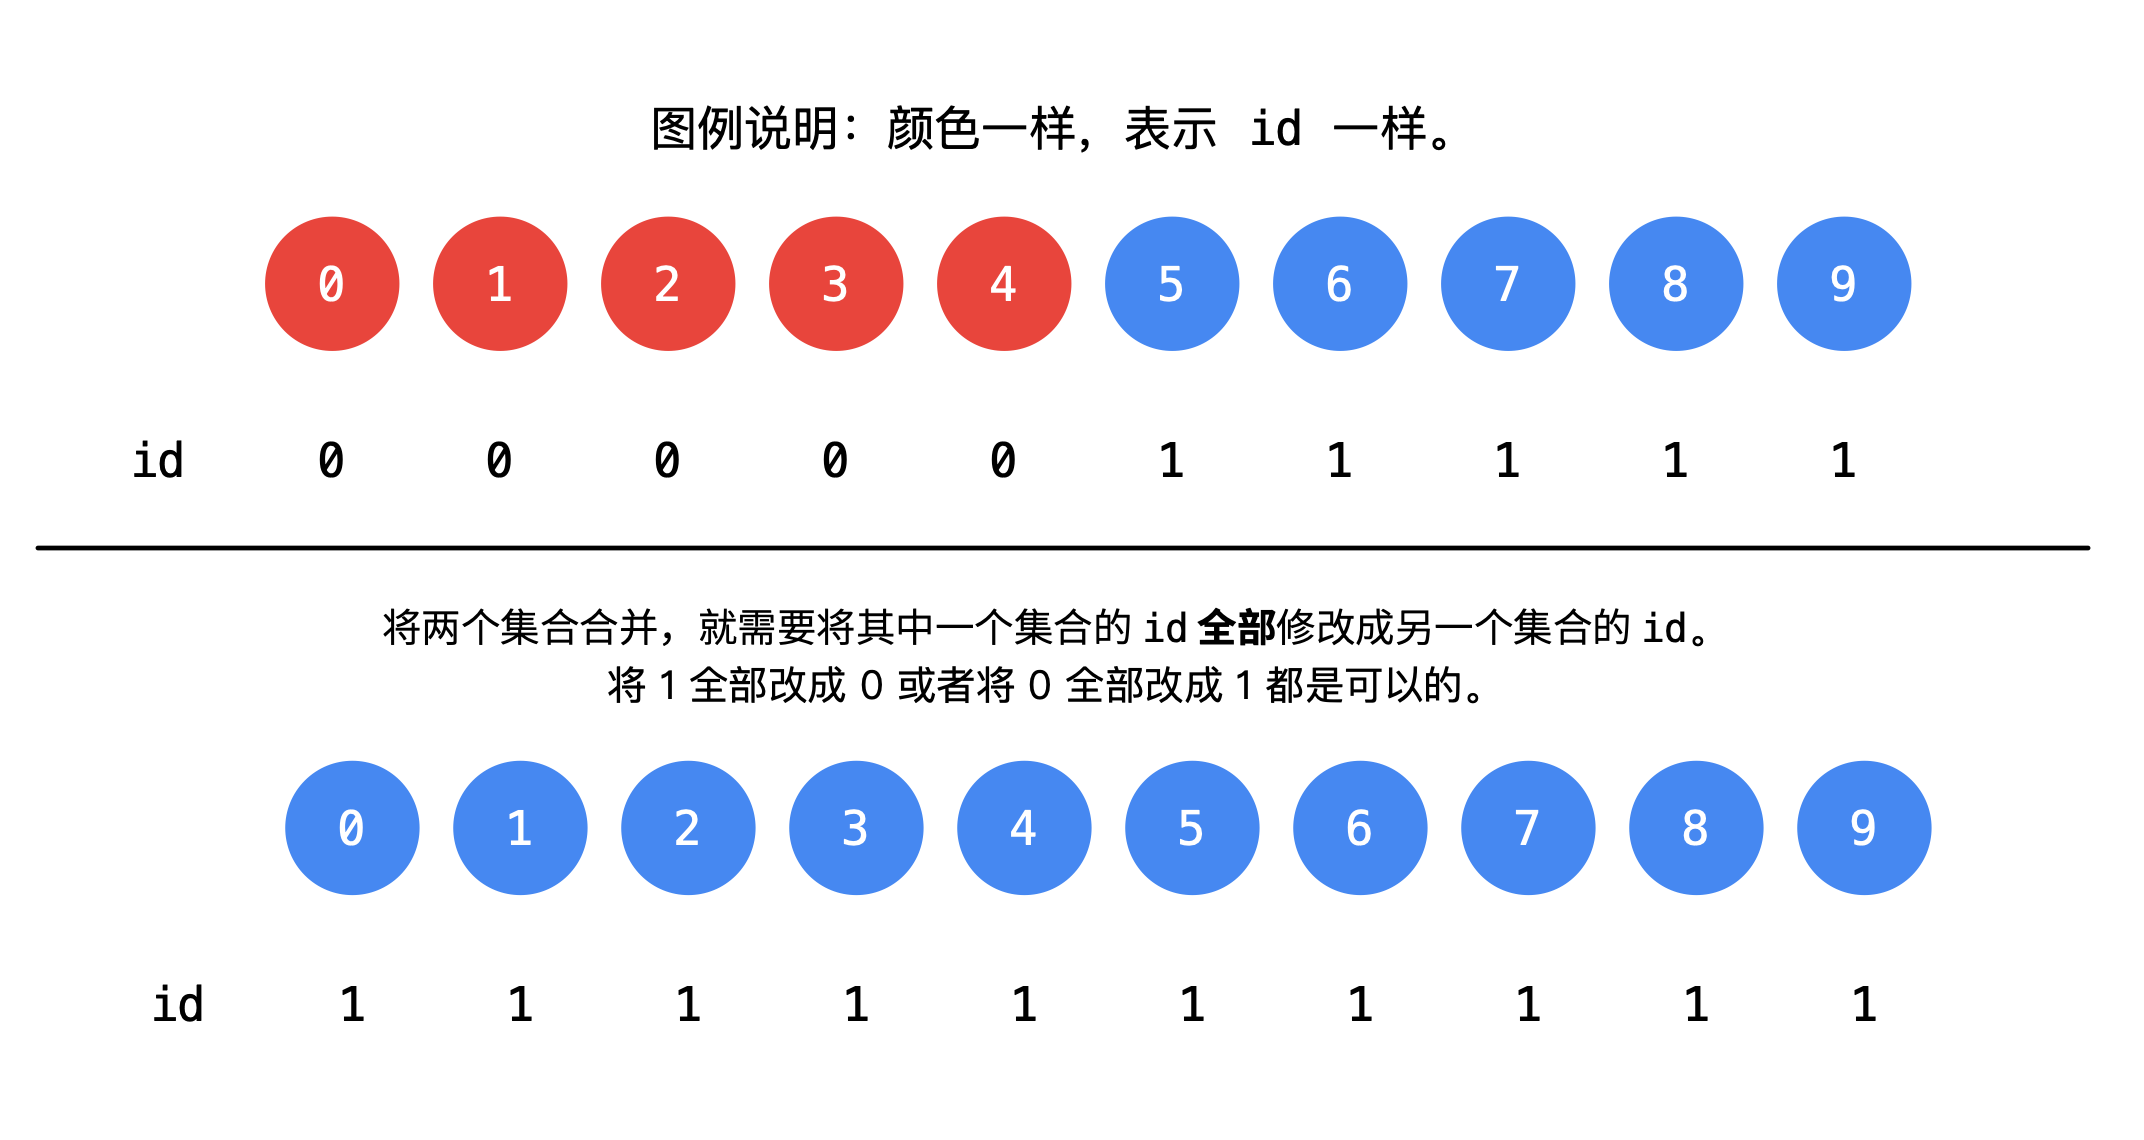 图例说明：颜色一样，表示 id 一样。
0 1 2 3 4 5 6 7 8 9
id 0 0 0 0 0 1 1 1 1 1
将两个集合合并，就需要将其中一个集合的 id 全部修改成另一个集合的 id。
将 1 全部改成 0 或者将 0 全部改成 1 都是可以的。
0 1 2 3 4 5 6 7 8 9
id 1 1 1 1 1 1 1 1 1 1